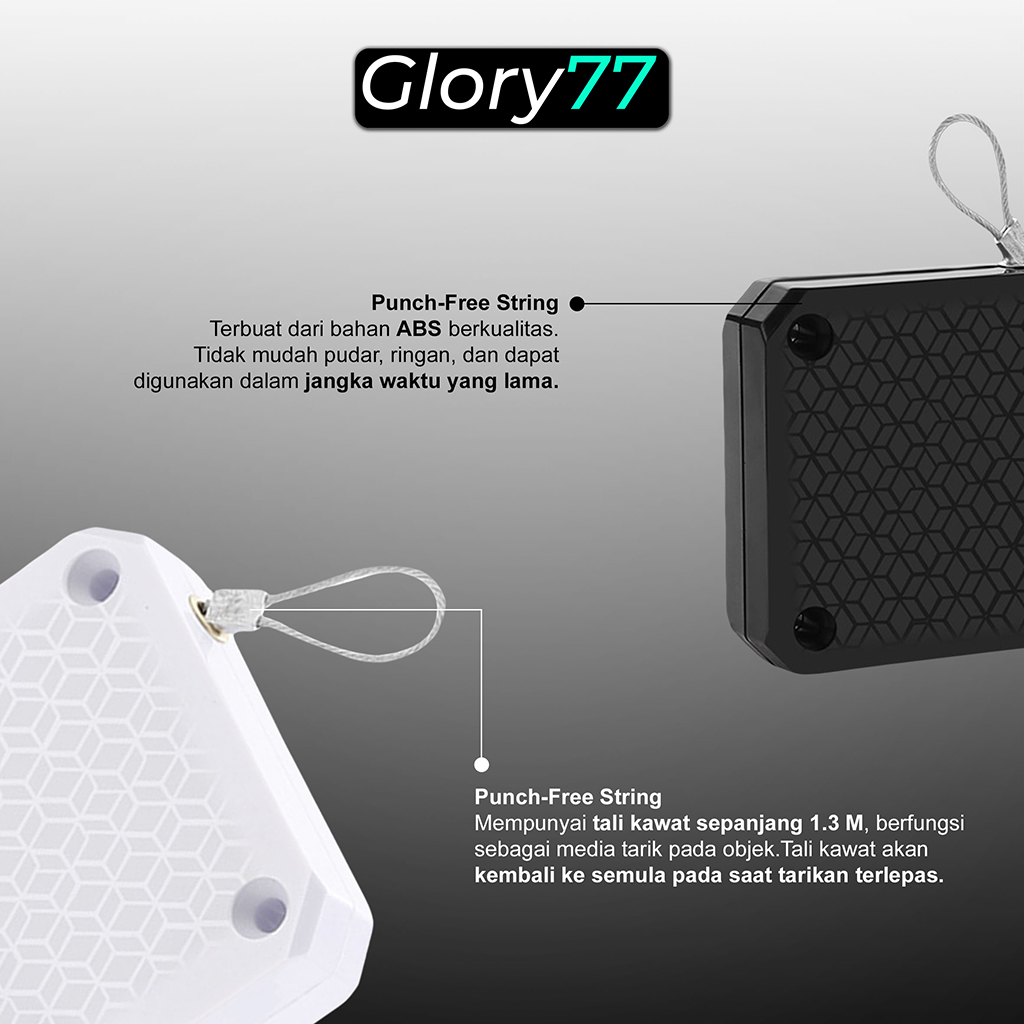 Glory77
Punch-Free String
Terbuat dari bahan ABS berkualitas.
Tidak mudah pudar, ringan, dan dapat
digunakan dalam jangka waktu yang lama.
Punch-Free String
Mempunyai tali kawat sepanjang 1.3 M, berfungsi
sebagai media tarik pada objek.Tali kawat akan
kembali ke semula pada saat tarikan terlepas.